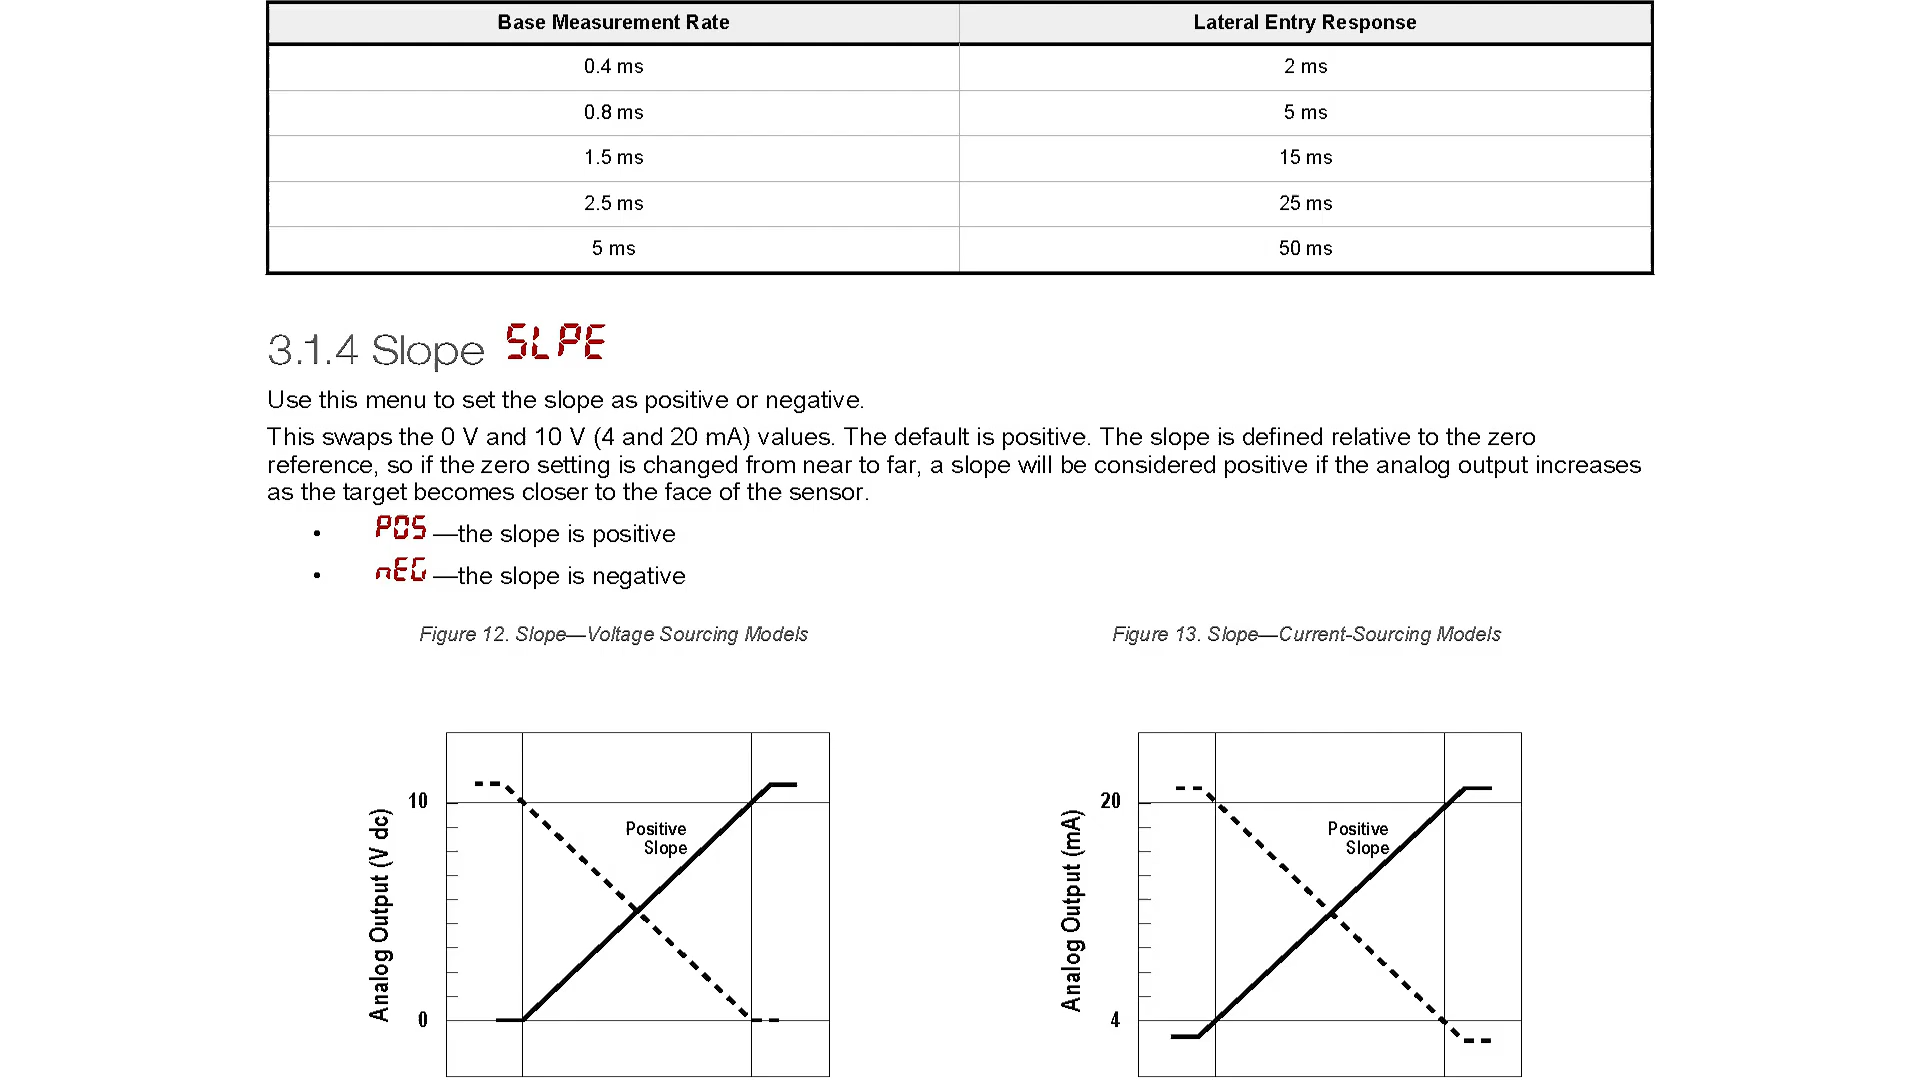 Base Measurement Rate Lateral Entry Response
0.4 ms 2 ms
0.8 ms 5 ms
1.5 ms 15 ms
2.5 ms 25 ms
5 ms 50 ms
3.1.4 Slope SLPE
Use this menu to set the slope as positive or negative.
This swaps the 0 V and 10 V (4 and 20 mA) values. The default is positive. The slope is defined relative to the zero
reference, so if the zero setting is changed from near to far, a slope will be considered positive if the analog output increases
as the target becomes closer to the face of the sensor.
• POS —the slope is positive
• nEG —the slope is negative
Figure 12. Slope—Voltage Sourcing Models
Analog Output (V dc)
10
Positive
Slope
0
Figure 13. Slope—Current-Sourcing Models
Analog Output (mA)
20
Positive
Slope
4